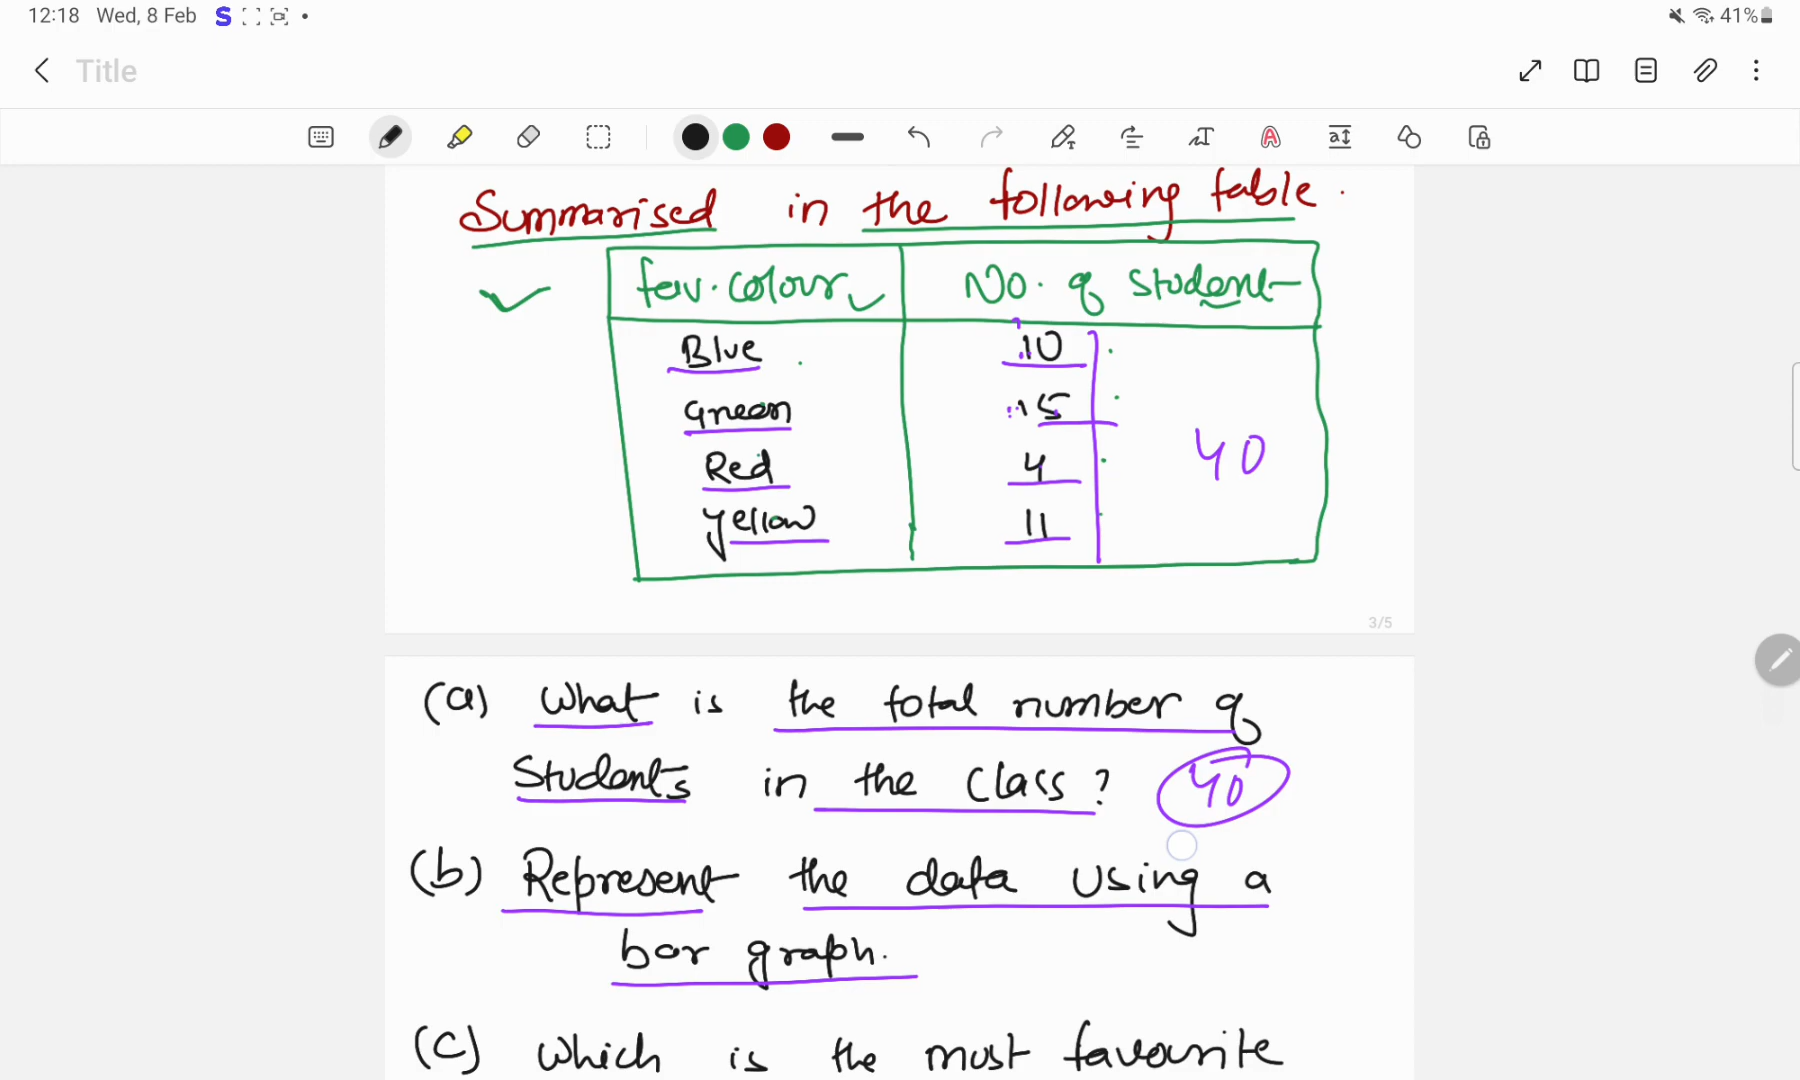 12:18 Wed, 8 Feb S 41%
Title
Summarised in the following table.
fav. colour No. of student
Blue 10
Green 15
Red 4
40
yellow 11
3/5
(a) What is the total number of
Students in the Class? 40
(b) Represent the data using a
bar graph.
(c) which is the most favourite